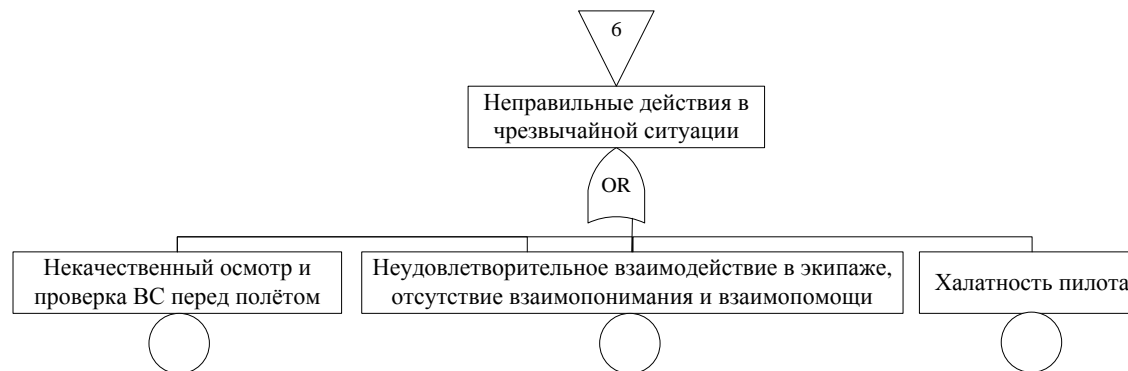 6
Неправильные действия в
чрезвычайной ситуации
OR
Некачественный осмотр и
проверка ВС перед полётом
Неудовлетворительное взаимодействие в экипаже,
отсутствие взаимопонимания и взаимопомощи
Халатность пилота